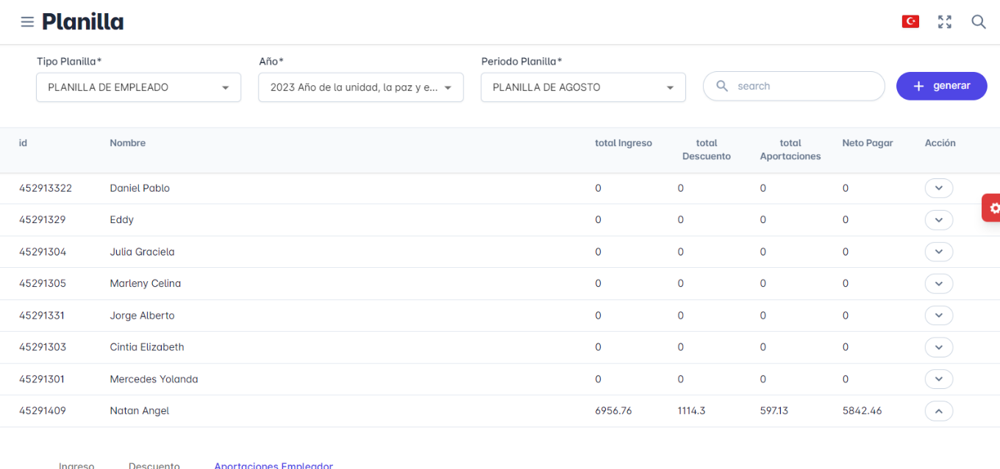 Planilla
Tipo Planilla* Año* Periodo Planilla*
PLANILLA DE EMPLEADO 2023 Año de la unidad, la paz y e... PLANILLA DE AGOSTO search generar
id Nombre total Ingreso total Descuento total Aportaciones Neto Pagar Acción
452913322 Daniel Pablo 0 0 0 0
45291329 Eddy 0 0 0 0
45291304 Julia Graciela 0 0 0 0
45291305 Marleny Celina 0 0 0 0
45291331 Jorge Alberto 0 0 0 0
45291303 Cintia Elizabeth 0 0 0 0
45291301 Mercedes Yolanda 0 0 0 0
45291409 Natan Angel 6956.76 1114.3 597.13 5842.46
Ingreso Descuento Aportaciones Empleador